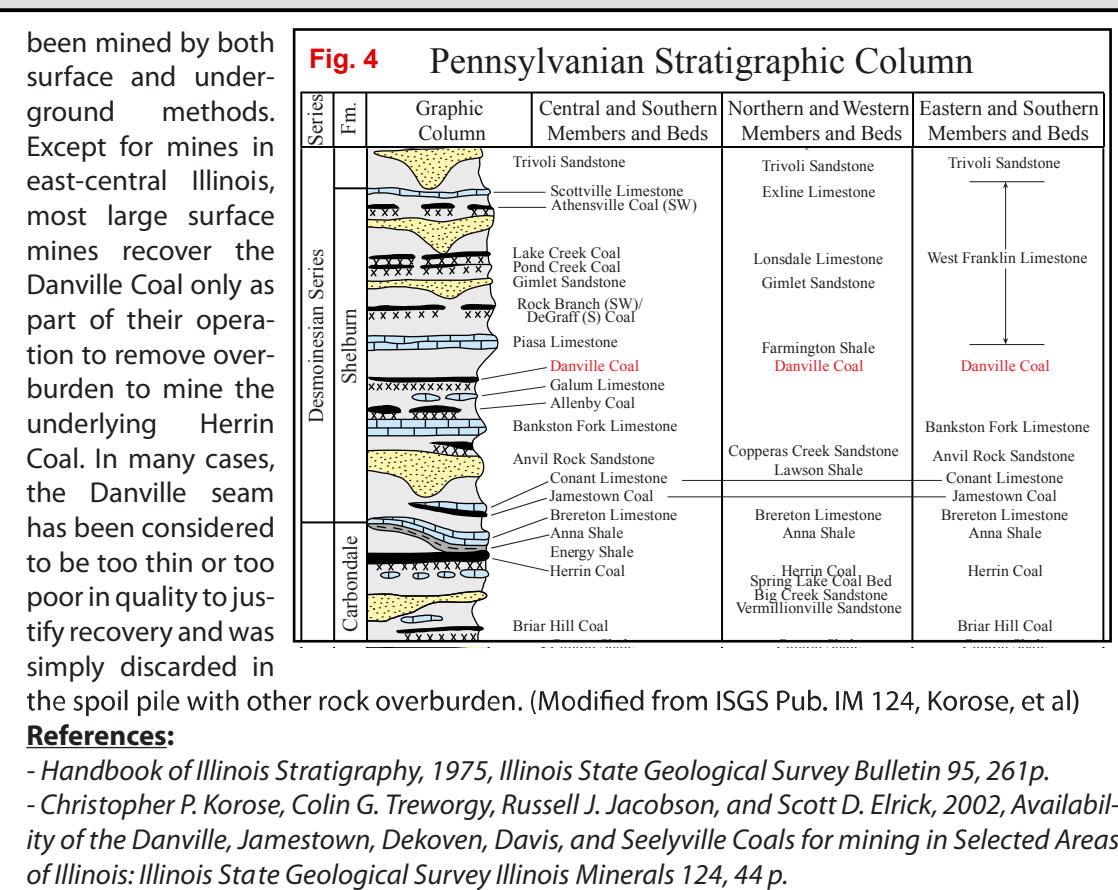 been mined by both
surface and under-
ground methods.
Except for mines in
east-central Illinois,
most large surface
mines recover the
Danville Coal only as
part of their opera-
tion to remove over-
burden to mine the
underlying Herrin
Coal. In many cases,
the Danville seam
has been considered
to be too thin or too
poor in quality to jus-
tify recovery and was
simply discarded in
the spoil pile with other rock overburden. (Modified from ISGS Pub. IM 124, Korose, et al)
Fig. 4
Pennsylvanian Stratigraphic Column
Series
Fm.
Graphic
Column
Central and Southern
Members and Beds
Northern and Western
Members and Beds
Eastern and Southern
Members and Beds
Desmoinesian Series
Shelburn
Carbondale
Trivoli Sandstone
Scottville Limestone
Athensville Coal (SW)
Lake Creek Coal
Pond Creek Coal
Gimlet Sandstone
Rock Branch (SW)/
DeGraff (S) Coal
Piasa Limestone
Danville Coal
Galum Limestone
Allenby Coal
Bankston Fork Limestone
Anvil Rock Sandstone
Conant Limestone
Jamestown Coal
Brereton Limestone
Anna Shale
Energy Shale
Herrin Coal
Briar Hill Coal
Trivoli Sandstone
Exline Limestone
Lonsdale Limestone
Gimlet Sandstone
Farmington Shale
Danville Coal
Copperas Creek Sandstone
Lawson Shale
Brereton Limestone
Anna Shale
Herrin Coal
Spring Lake Coal Bed
Big Creek Sandstone
Vermillionville Sandstone
Trivoli Sandstone
West Franklin Limestone
Danville Coal
Bankston Fork Limestone
Anvil Rock Sandstone
Conant Limestone
Jamestown Coal
Brereton Limestone
Anna Shale
Herrin Coal
Briar Hill Coal
References:
- Handbook of Illinois Stratigraphy, 1975, Illinois State Geological Survey Bulletin 95, 261p.
- Christopher P. Korose, Colin G. Treworgy, Russell J. Jacobson, and Scott D. Elrick, 2002, Availabil-
ity of the Danville, Jamestown, Dekoven, Davis, and Seelyville Coals for mining in Selected Areas
of Illinois: Illinois State Geological Survey Illinois Minerals 124, 44 p.